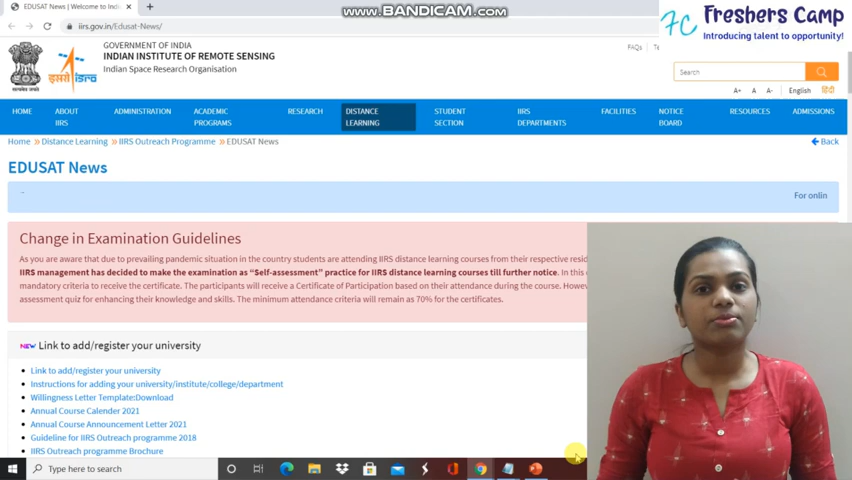 EDUSAT News | Welcome to II
www.BANDICAM.com
FC Freshers Camp
Introducing talent to opportunity!
iirs.gov.in/Edusat-News/
GOVERNMENT OF INDIA
INDIAN INSTITUTE OF REMOTE SENSING
Indian Space Research Organisation
इसरो isro
FAQs
Search
A+ A A- English हिंदी
HOME ABOUT IIRS ADMINISTRATION ACADEMIC PROGRAMS RESEARCH DISTANCE LEARNING STUDENT SECTION IIRS DEPARTMENTS FACILITIES NOTICE BOARD RESOURCES ADMISSIONS
Home » Distance Learning » IIRS Outreach Programme » EDUSAT News Back
EDUSAT News
For onlin
Change in Examination Guidelines
As you are aware that due to prevailing pandemic situation in the country students are attending IIRS distance learning courses from their respective resid
IIRS management has decided to make the examination as “Self-assessment” practice for IIRS distance learning courses till further notice. In this
mandatory criteria to receive the certificate. The participants will receive a Certificate of Participation based on their attendance during the course. Howev
assessment quiz for enhancing their knowledge and skills. The minimum attendance criteria will remain as 70% for the certificates.
NEW Link to add/register your university
Link to add/register your university
Instructions for adding your university/institute/college/department
Willingness Letter Template:Download
Annual Course Calender 2021
Annual Course Announcement Letter 2021
Guideline for IIRS Outreach programme 2018
IIRS Outreach Programme Brochure
Type here to search